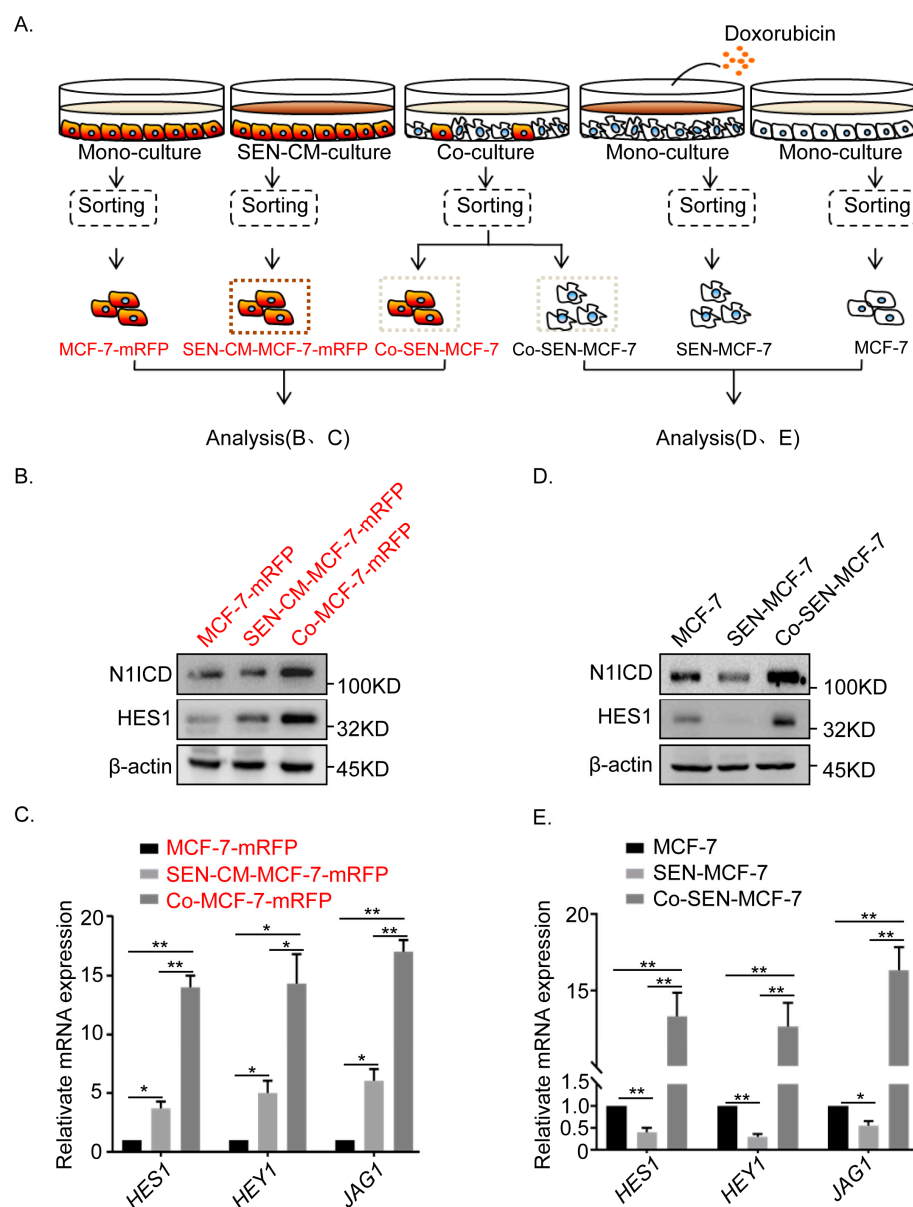 A.
Doxorubicin
Mono-culture SEN-CM-culture Co-culture Mono-culture Mono-culture
Sorting Sorting Sorting Sorting Sorting
MCF-7-mRFP SEN-CM-MCF-7-mRFP Co-SEN-MCF-7 Co-SEN-MCF-7 SEN-MCF-7 MCF-7
Analysis(B、C) Analysis(D、E)
B.
MCF-7-mRFP
SEN-CM-MCF-7-mRFP
Co-MCF-7-mRFP
N1ICD
100KD
HES1
32KD
β-actin
45KD
D.
MCF-7
SEN-MCF-7
Co-SEN-MCF-7
N1ICD
100KD
HES1
32KD
β-actin
45KD
C.
MCF-7-mRFP
SEN-CM-MCF-7-mRFP
Co-MCF-7-mRFP
Relativate mRNA expression
20
15
10
5
0
** ** *
* ** *
** ** *
HES1 HEY1 JAG1
E.
MCF-7
SEN-MCF-7
Co-SEN-MCF-7
Relativate mRNA expression
20
15
1.5
1.0
0.5
0
** ** **
** ** **
** ** *
HES1 HEY1 JAG1